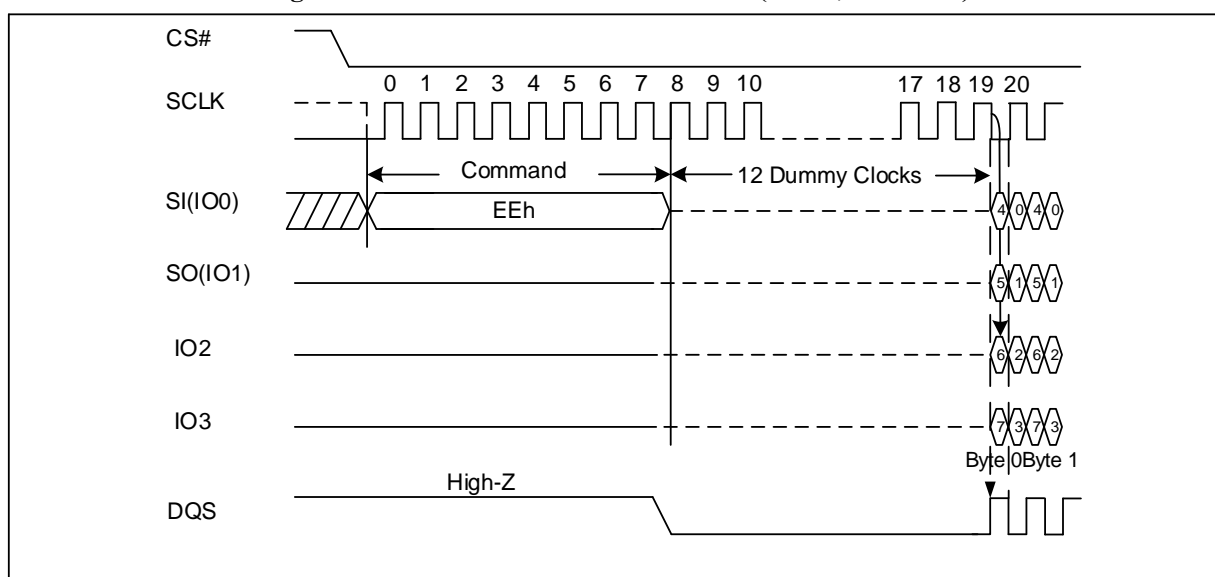 CS#
0 1 2 3 4 5 6 7 8 9 10 17 18 19 20
SCLK
Command 12 Dummy Clocks
SI(IO0) EEh 4 0 4 0
SO(IO1) 5 1 5 1
IO2 6 2 6 2
IO3 7 3 7 3
Byte 0Byte 1
High-Z
DQS